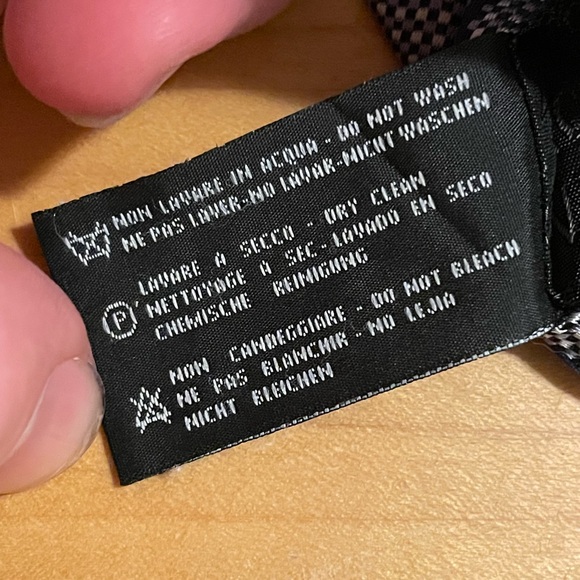 NON LAVARE IN ACQUA - DO NOT WASH
NE PAS LAVER-NO LAVAR-NICHT WASCHEN
P
LAVARE A SECCO - DRY CLEAN
NETTOYAGE A SEC-LAVADO EN SECO
CHEMISCHE REINIGUNG
NON CANDEGGIARE - DO NOT BLEACH
NE PAS BLANCHIR - NO LEJIA
NICHT BLEICHEN